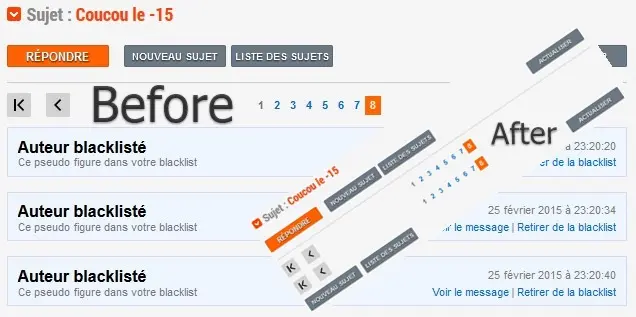 Sujet : Coucou le -15
RÉPONDRE
NOUVEAU SUJET
LISTE DES SUJETS
ACTUALISER
Before
1 2 3 4 5 6 7 8
After
ACTUALISER
Auteur blacklisté
Ce pseudo figure dans votre blacklist
à 23:20:20
Retirer de la blacklist
Sujet : Coucou le -15
RÉPONDRE
NOUVEAU SUJET
LISTE DES SUJETS
1 2 3 4 5 6 7 8
1 2 3 4 5 6 7 8
Auteur blacklisté
Ce pseudo figure dans votre blacklist
25 février 2015 à 23:20:34
le message | Retirer de la blacklist
NOUVEAU SUJET
LISTE DES SUJETS
Auteur blacklisté
Ce pseudo figure dans votre blacklist
25 février 2015 à 23:20:40
Voir le message | Retirer de la blacklist